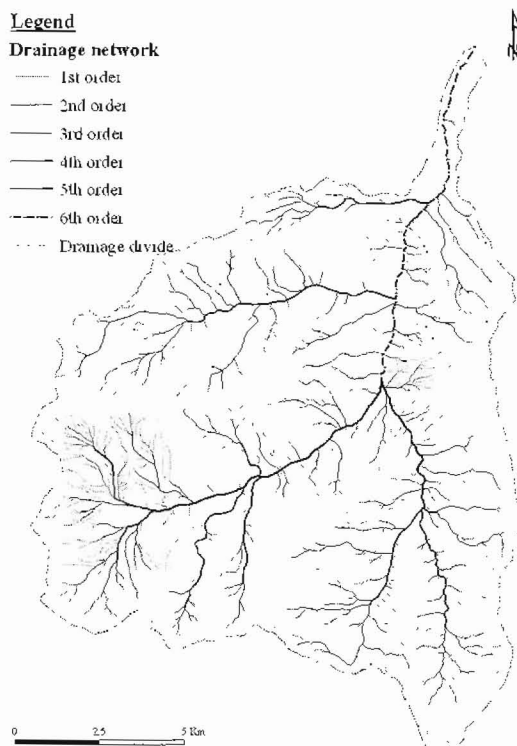 Legend
Drainage network
1st order
2nd order
3rd order
4th order
5th order
6th order
Drainage divide
0 2.5 5 Km